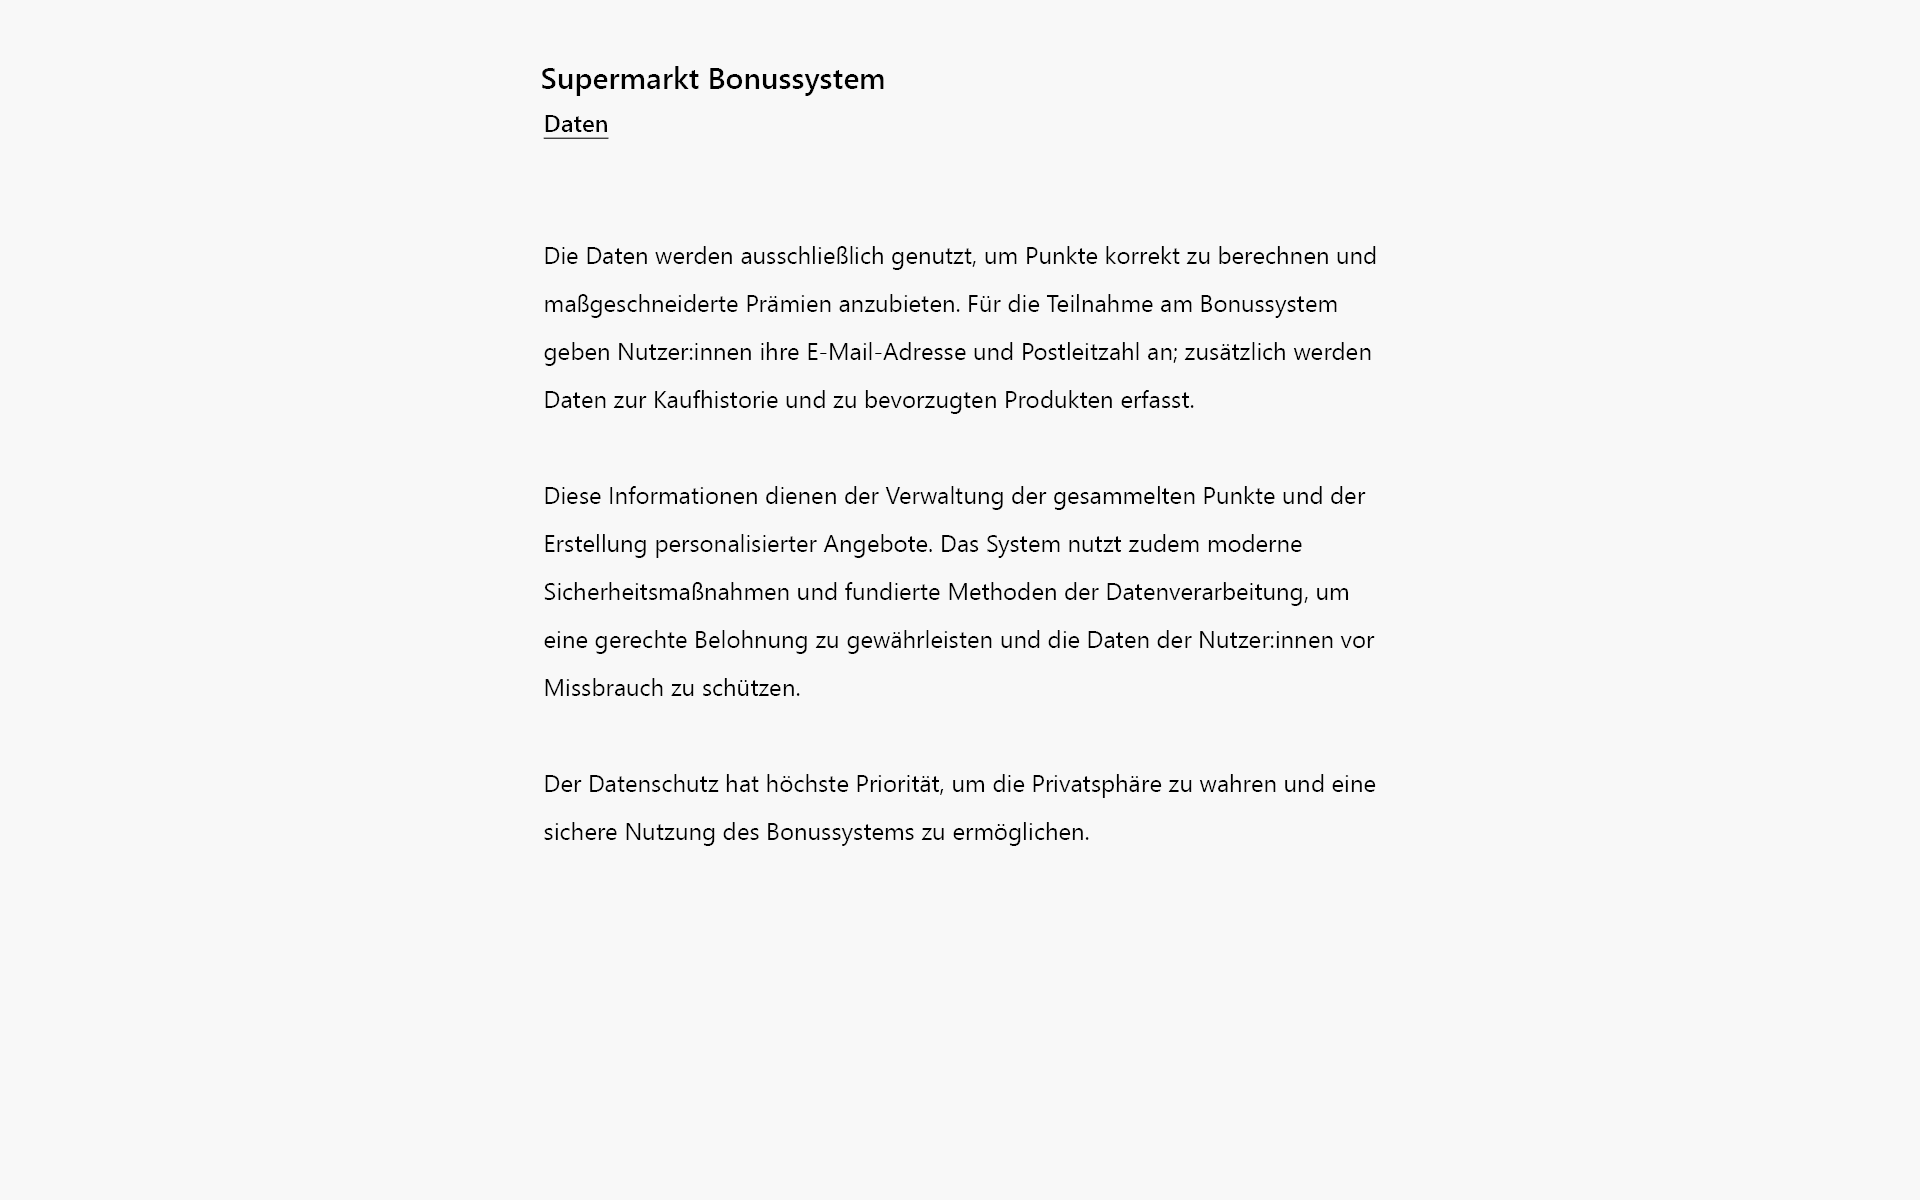 Supermarkt Bonussystem
Daten
Die Daten werden ausschließlich genutzt, um Punkte korrekt zu berechnen und
maßgeschneiderte Prämien anzubieten. Für die Teilnahme am Bonussystem
geben Nutzer:innen ihre E-Mail-Adresse und Postleitzahl an; zusätzlich werden
Daten zur Kaufhistorie und zu bevorzugten Produkten erfasst.
Diese Informationen dienen der Verwaltung der gesammelten Punkte und der
Erstellung personalisierter Angebote. Das System nutzt zudem moderne
Sicherheitsmaßnahmen und fundierte Methoden der Datenverarbeitung, um
eine gerechte Belohnung zu gewährleisten und die Daten der Nutzer:innen vor
Missbrauch zu schützen.
Der Datenschutz hat höchste Priorität, um die Privatsphäre zu wahren und eine
sichere Nutzung des Bonussystems zu ermöglichen.